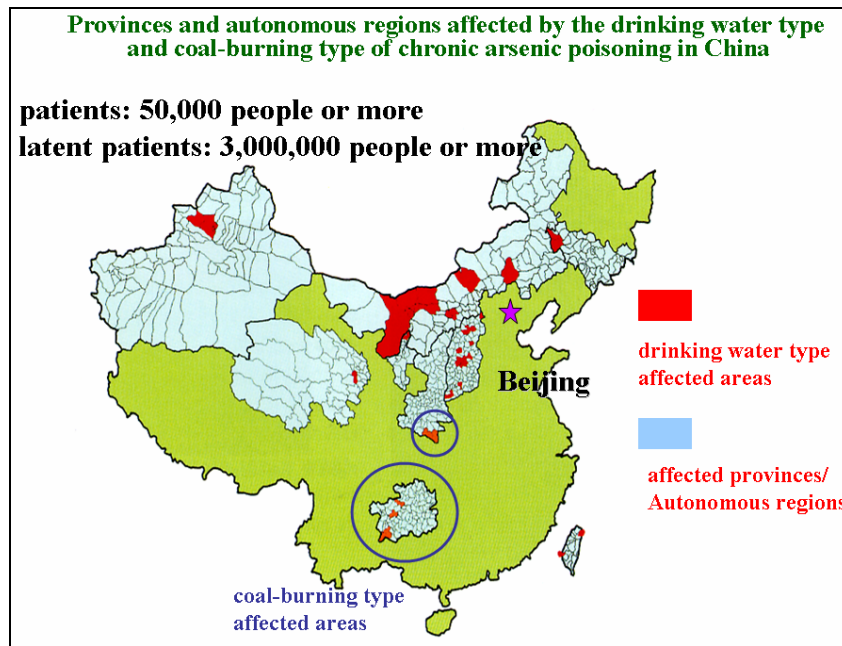 Provinces and autonomous regions affected by the drinking water type
and coal-burning type of chronic arsenic poisoning in China
patients: 50,000 people or more
latent patients: 3,000,000 people or more
Beijing
drinking water type
affected areas
affected provinces/
Autonomous regions
coal-burning type
affected areas